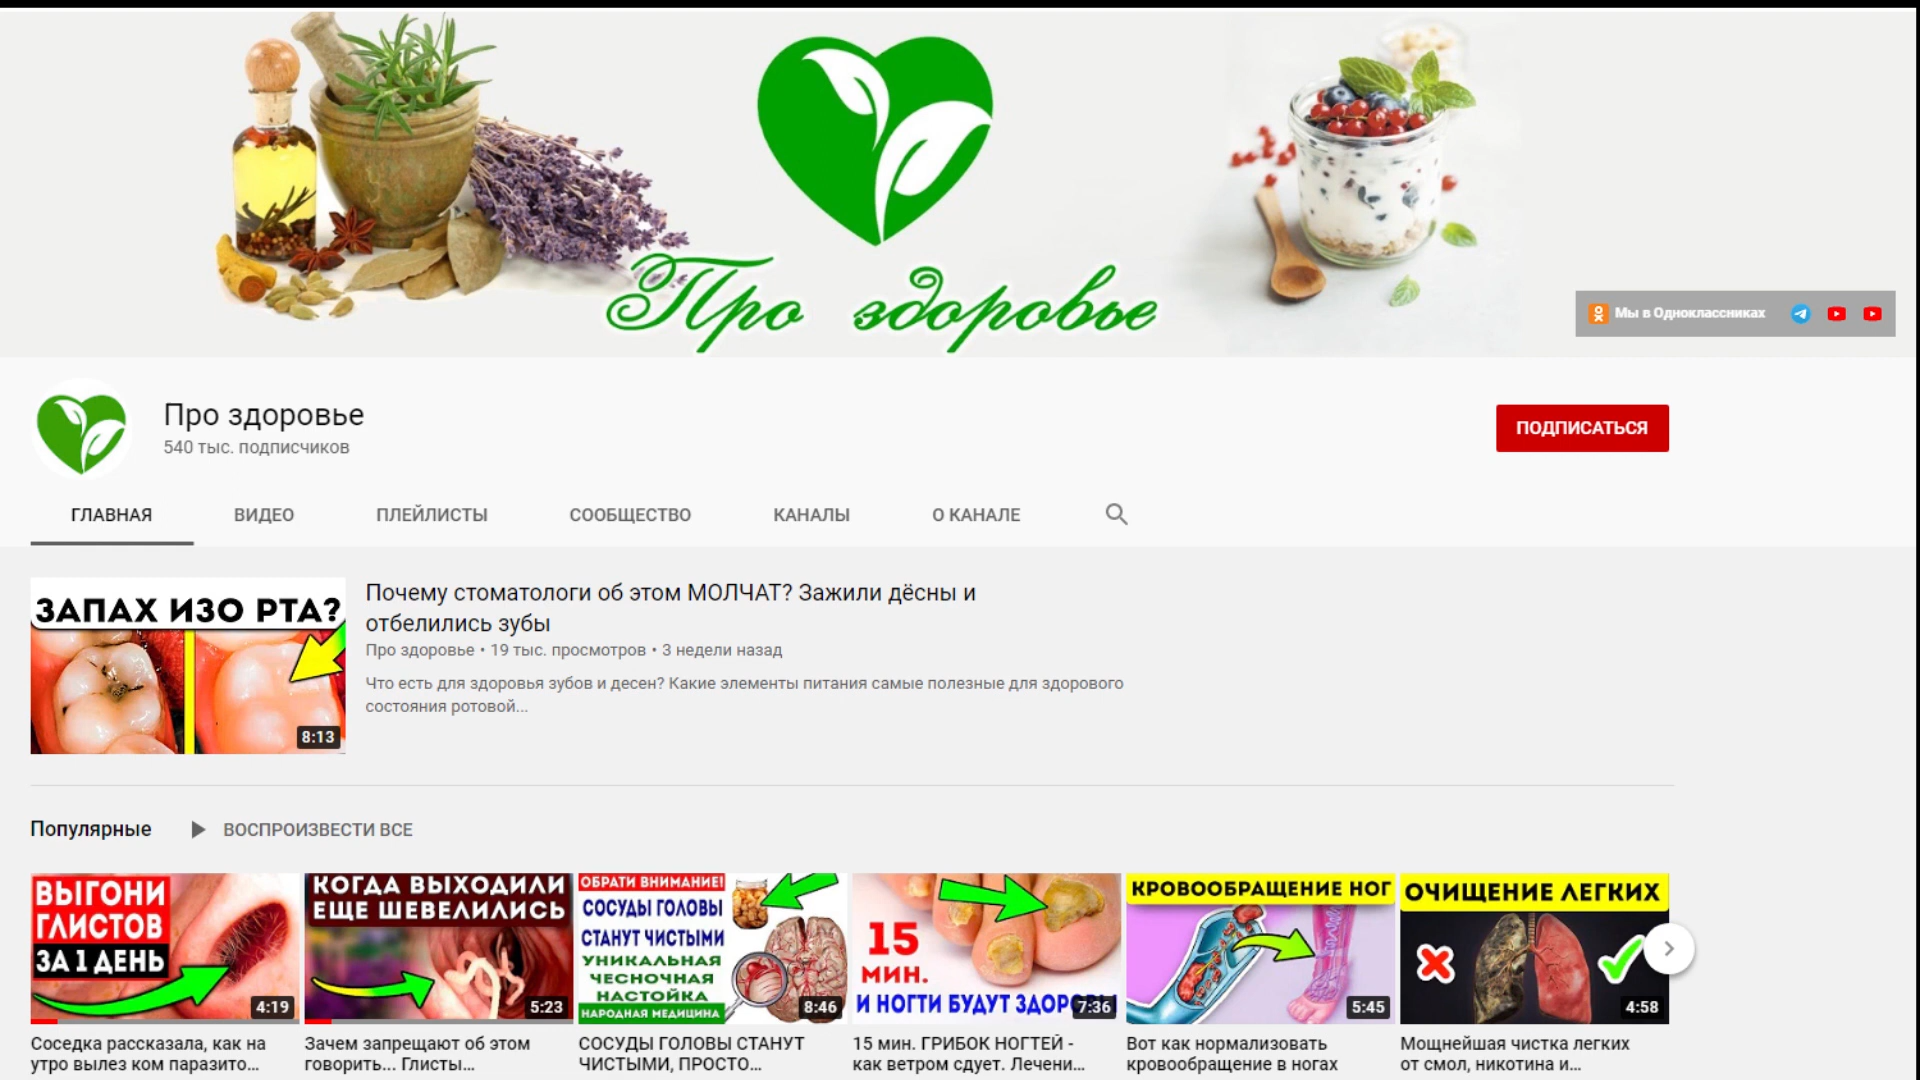 Про здоровье
Мы в Одноклассниках
Про здоровье
540 тыс. подписчиков
ПОДПИСАТЬСЯ
ГЛАВНАЯ
ВИДЕО
ПЛЕЙЛИСТЫ
СООБЩЕСТВО
КАНАЛЫ
О КАНАЛЕ
ЗАПАХ ИЗО РТА?
8:13
Почему стоматологи об этом МОЛЧАТ? Зажили дёсны и
отбелились зубы
Про здоровье • 19 тыс. просмотров • 3 недели назад
Что есть для здоровья зубов и десен? Какие элементы питания самые полезные для здорового
состояния ротовой...
Популярные
ВОСПРОИЗВЕСТИ ВСЕ
ВЫГОНИ
ГЛИСТОВ
ЗА 1 ДЕНЬ
4:19
Соседка рассказала, как на
утро вылез ком паразито...
КОГДА ВЫХОДИЛИ
ЕЩЕ ШЕВЕЛИЛИСЬ
5:23
Зачем запрещают об этом
говорить... Глисты...
ОБРАТИ ВНИМАНИЕ!
СОСУДЫ ГОЛОВЫ
СТАНУТ ЧИСТЫМИ
УНИКАЛЬНАЯ
ЧЕСНОЧНАЯ
НАСТОЙКА
НАРОДНАЯ МЕДИЦИНА
8:46
СОСУДЫ ГОЛОВЫ СТАНУТ
ЧИСТЫМИ, ПРОСТО...
15
МИН.
И НОГТИ БУДУТ ЗДОРОВЫ
7:36
15 мин. ГРИБОК НОГТЕЙ -
как ветром сдует. Лечени...
КРОВООБРАЩЕНИЕ НОГ
5:45
Вот как нормализовать
кровообращение в ногах
ОЧИЩЕНИЕ ЛЕГКИХ
4:58
Мощнейшая чистка легких
от смол, никотина и...